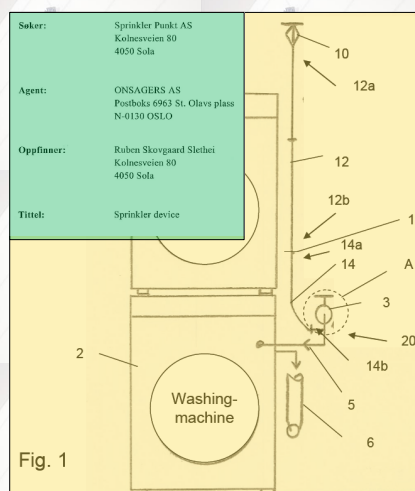 Søker: Sprinkler Punkt AS
Kolnesveien 80
4050 Sola
Agent: ONSAGERS AS
Postboks 6963 St. Olavs plass
N-0130 OSLO
Oppfinner: Ruben Skovgaard Slethei
Kolnesveien 80
4050 Sola
Tittel: Sprinkler device
10
12a
12
12b
1
14a
A
14
3
20
2
14b
5
Washing-
machine
6
Fig. 1